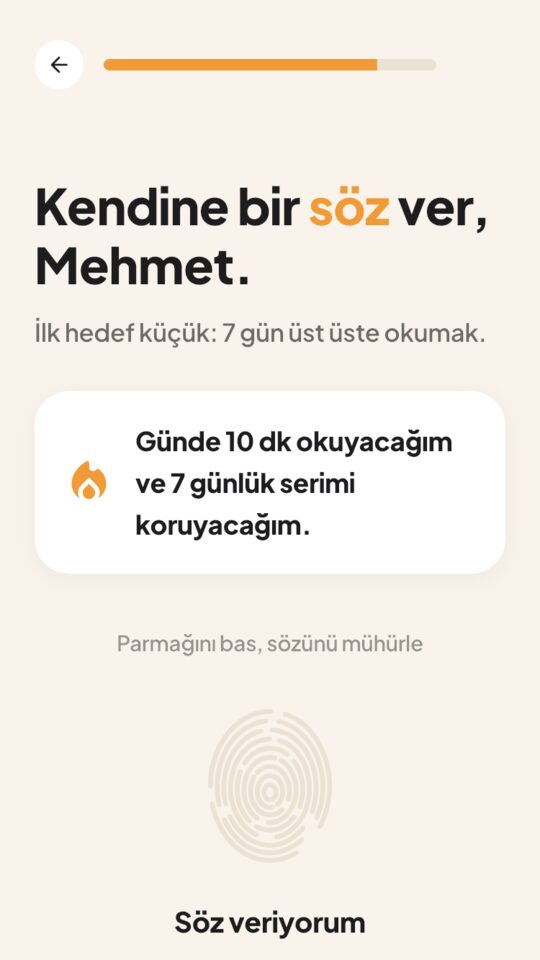 Kendine bir söz ver,
Mehmet.
İlk hedef küçük: 7 gün üst üste okumak.
Günde 10 dk okuyacağım
ve 7 günlük serimi
koruyacağım.
Parmağını bas, sözünü mühürle
Söz veriyorum